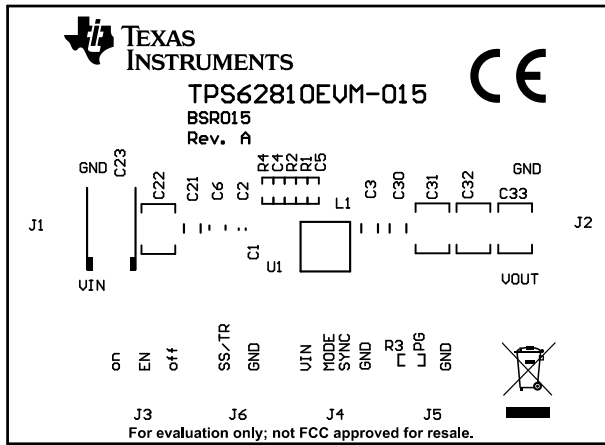 TEXAS
INSTRUMENTS
CE
TPS62810EVM-015
BSR015
Rev. A
GND
C23
C22
C21
C6
C2
R4
C4
R2
R1
C5
L1
C3
C30
C31
C32
GND
C33
J1
J2
C1
U1
VIN
VOUT
on
EN
off
SS/TR
GND
VIN
MODE
SYNC
GND
R3
PG
GND
J3
J6
J4
J5
For evaluation only; not FCC approved for resale.